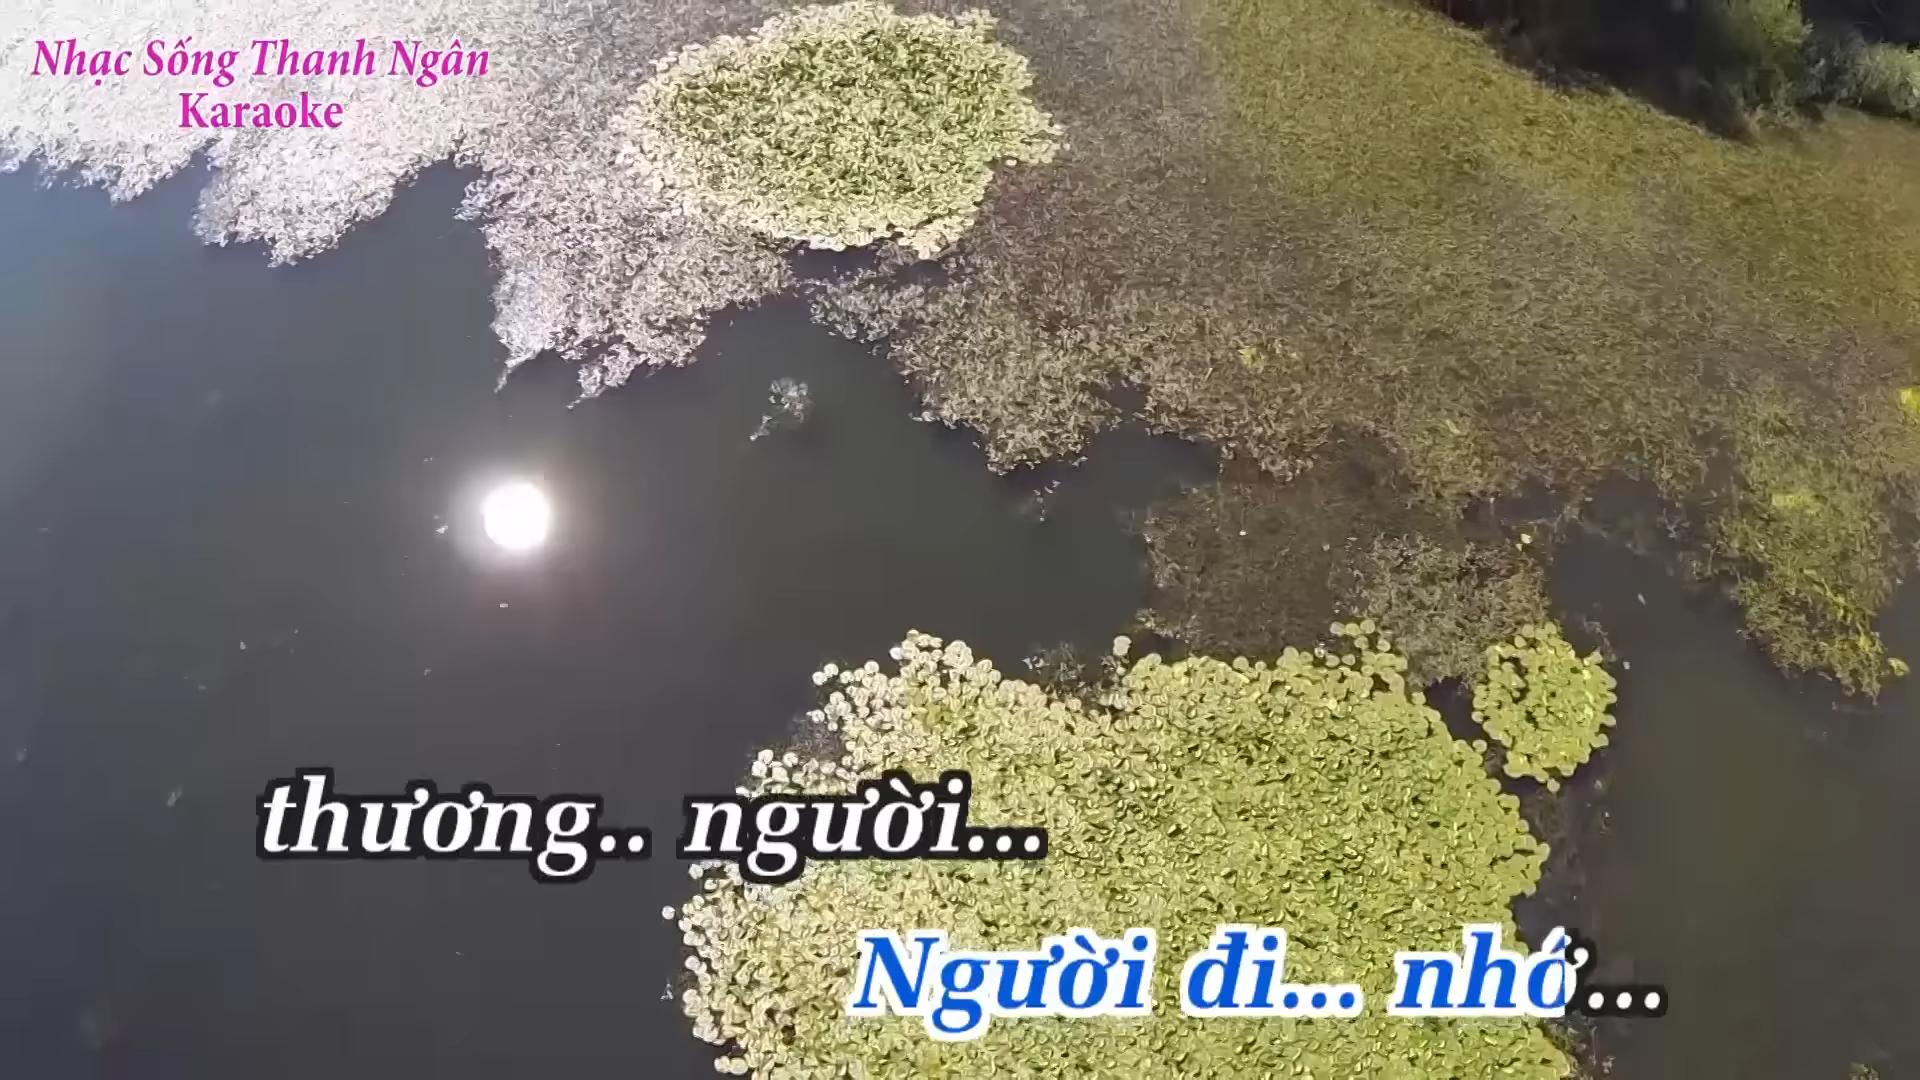 Nhạc Sống Thanh Ngân
Karaoke
thương.. người...
Người đi... nhớ...